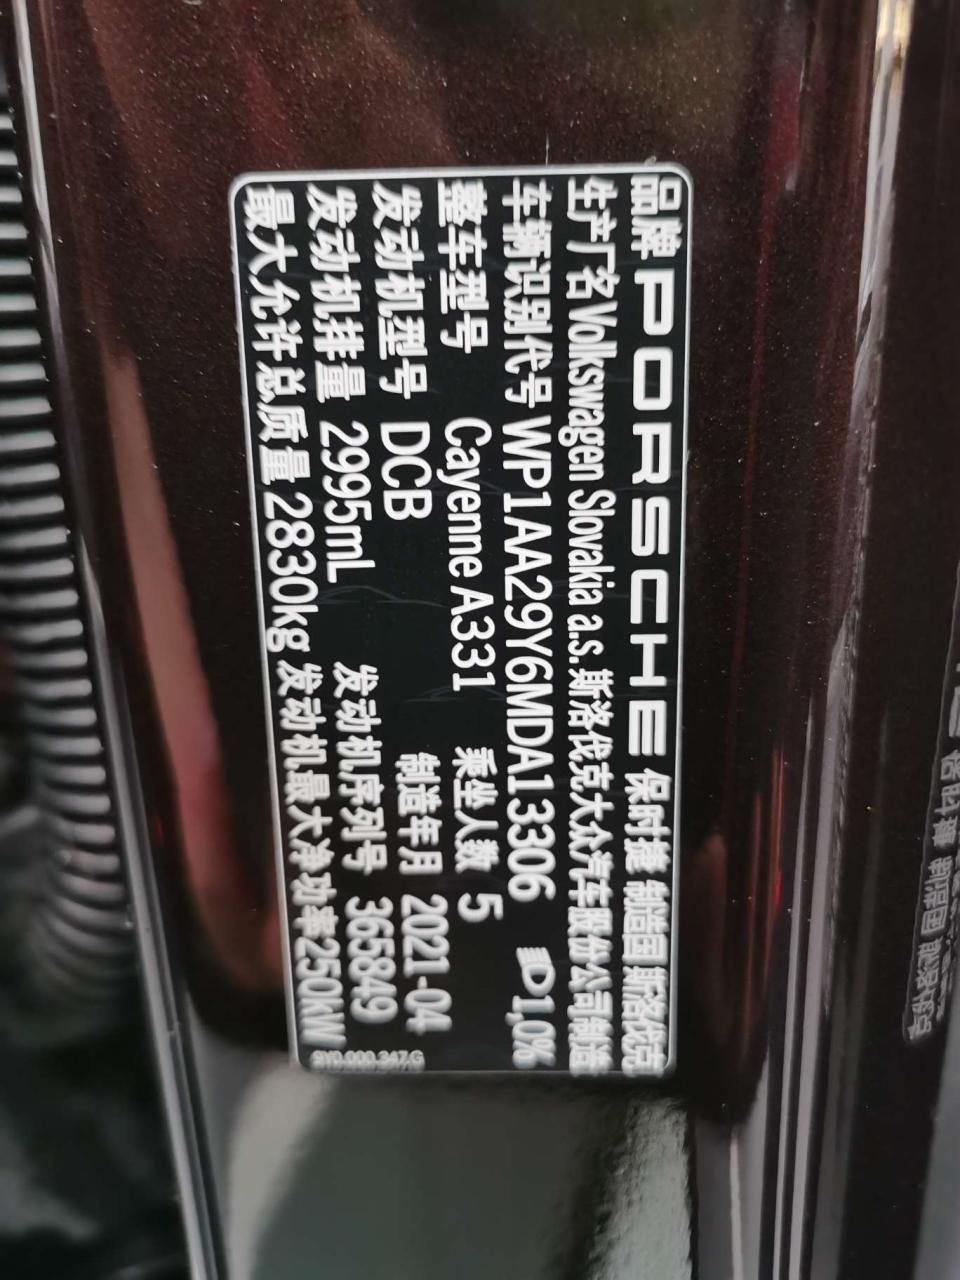 品牌 PORSCHE 保时捷 制造国 斯洛伐克
生产厂名 Volkswagen Slovakia a.s. 斯洛伐克大众汽车股份公司制造
车辆识别代号 WP1AA29Y6MDA13306 1,0%
整车型号 Cayenne A331 乘坐人数 5
发动机型号 DCB 制造年月 2021-04
发动机排量 2995mL 发动机序列号 365849
最大允许总质量 2830kg 发动机最大净功率 250kW
9Y0.000.347.G